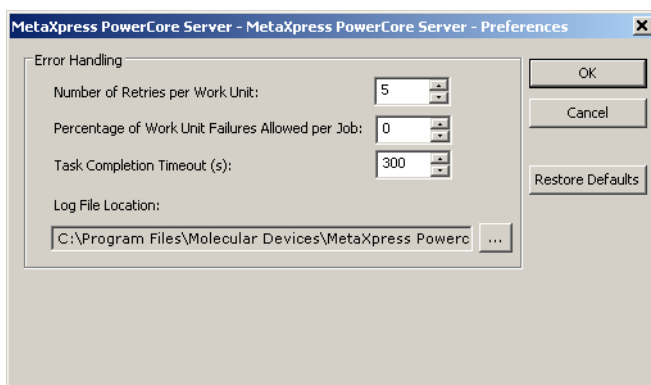 MetaXpress PowerCore Server - MetaXpress PowerCore Server - Preferences
Error Handling
Number of Retries per Work Unit: 5
Percentage of Work Unit Failures Allowed per Job: 0
Task Completion Timeout (s): 300
Log File Location:
C:\Program Files\Molecular Devices\MetaXpress Powerc ...
OK
Cancel
Restore Defaults